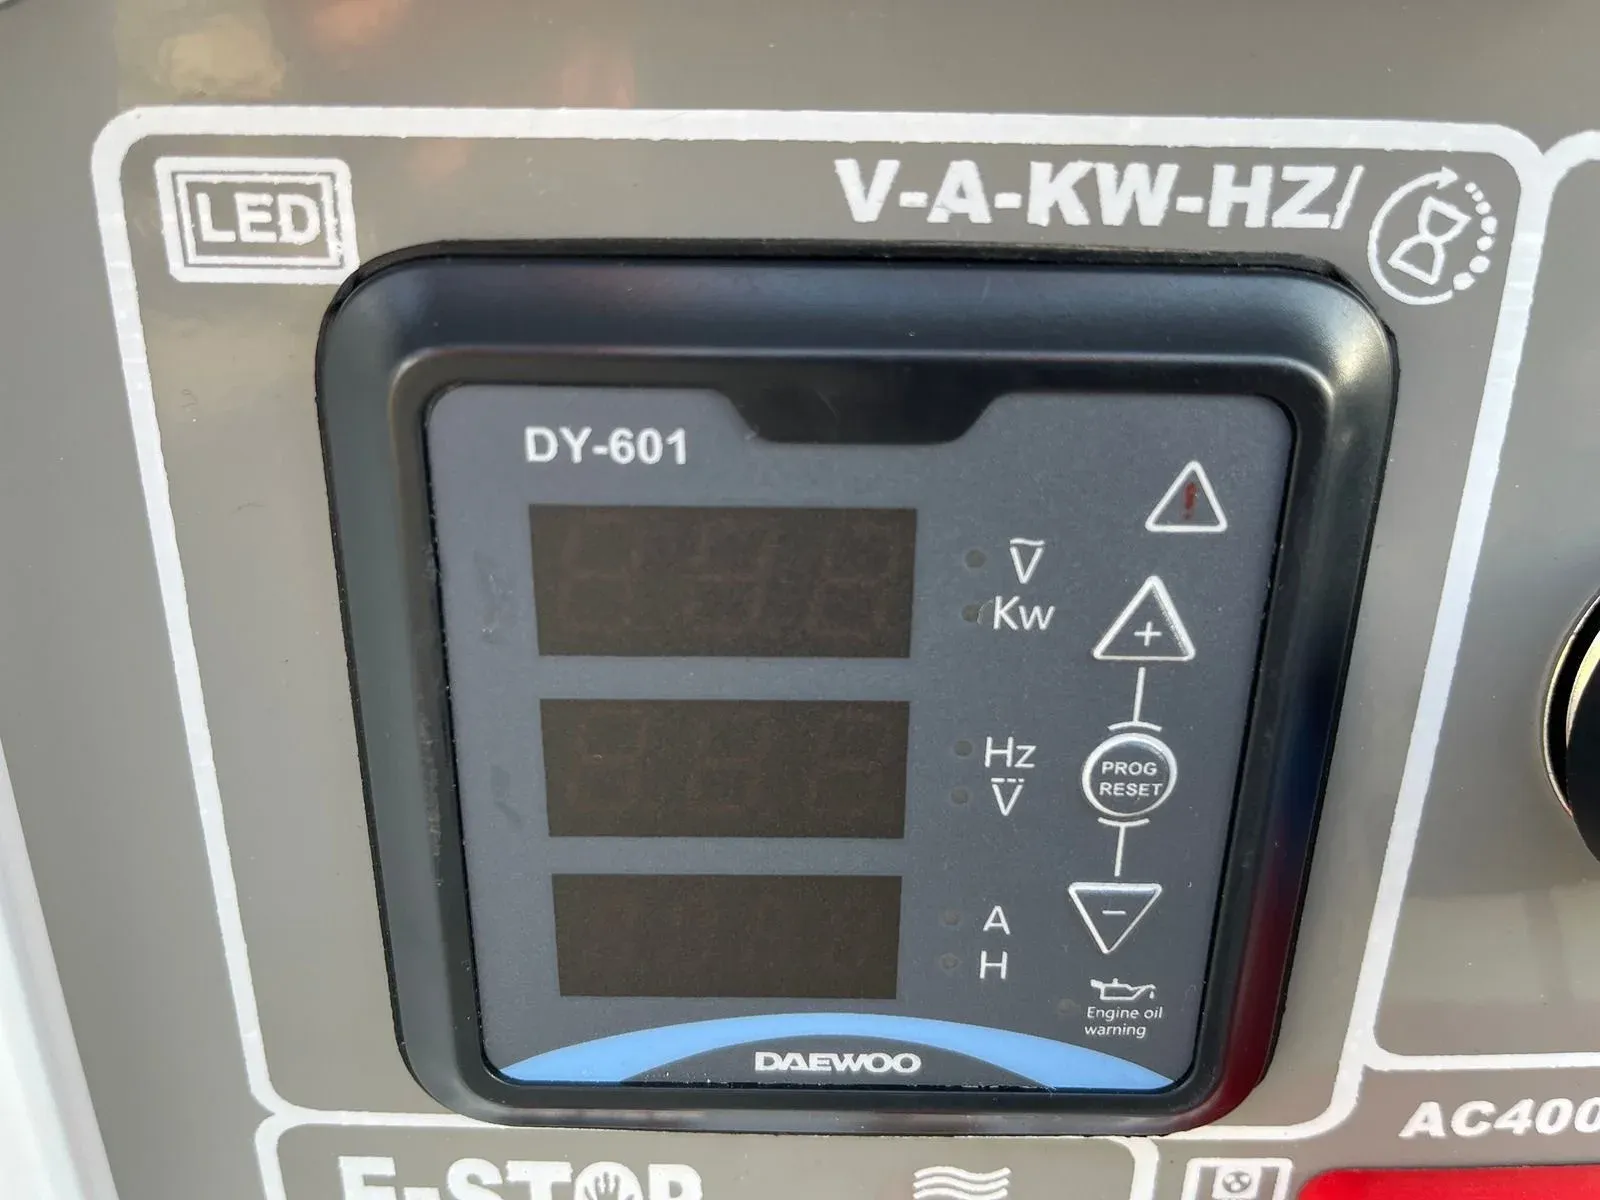 LED
V-A-KW-HZ/
DY-601
V
Kw
+
Hz
V
PROG
RESET
A
H
-
Engine oil
warning
DAEWOO
AC400
E-STOP